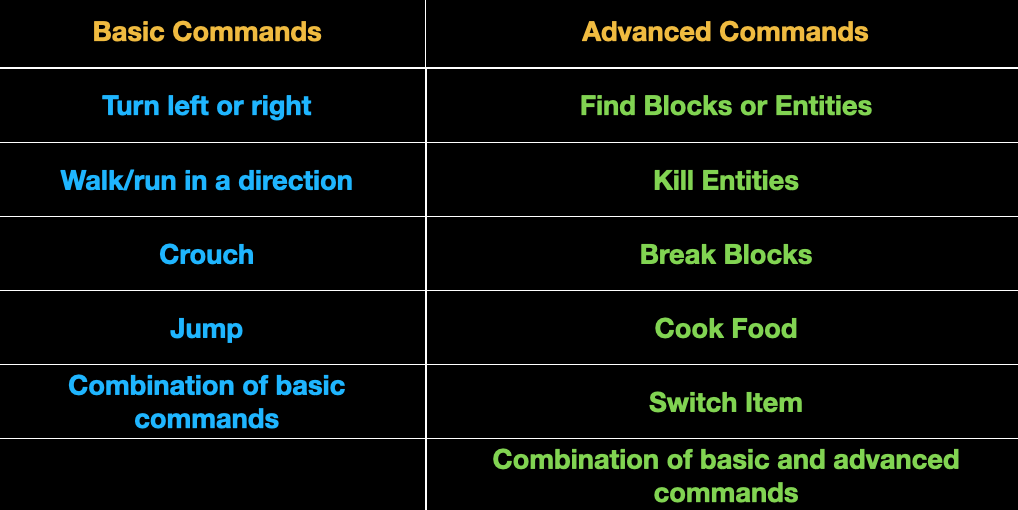 Basic Commands
Advanced Commands
Turn left or right
Find Blocks or Entities
Walk/run in a direction
Kill Entities
Crouch
Break Blocks
Jump
Cook Food
Combination of basic
commands
Switch Item
Combination of basic and advanced
commands